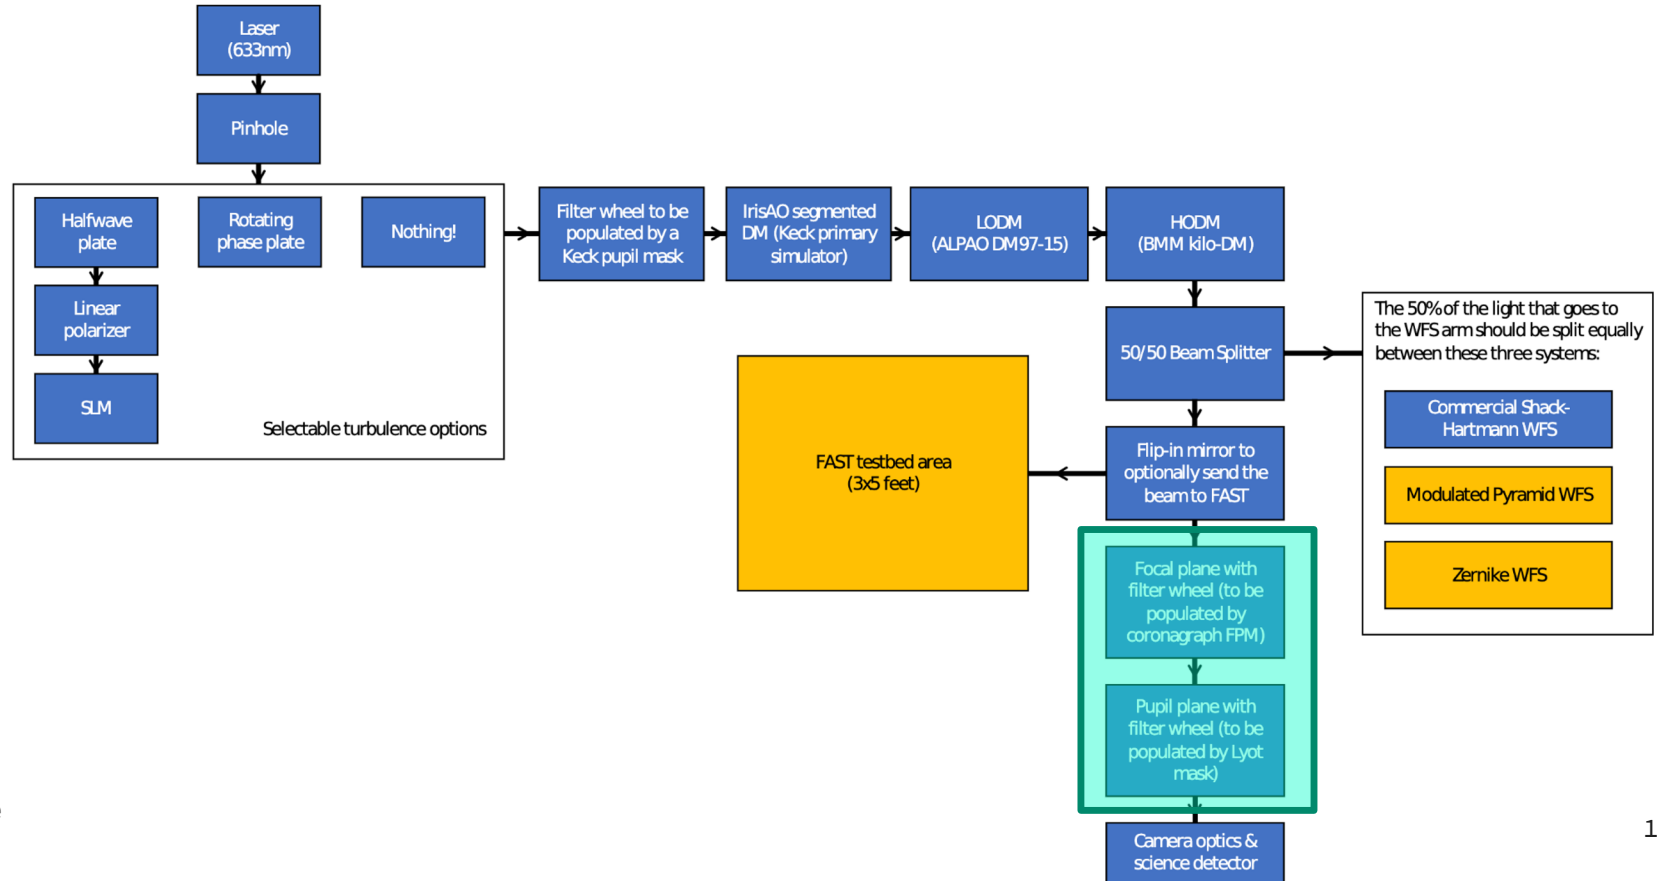 Laser
(633nm)
Pinhole
Halfwave
plate
Linear
polarizer
SLM
Rotating
phase plate
Nothing!
Selectable turbulence options
Filter wheel to be
populated by a
Keck pupil mask
IrisAO segmented
DM (Keck primary
simulator)
LODM
(ALPAO DM97-15)
HODM
(BMM kilo-DM)
50/50 Beam Splitter
The 50% of the light that goes to
the WFS arm should be split equally
between these three systems:
Commercial Shack-
Hartmann WFS
Modulated Pyramid WFS
Zernike WFS
Flip-in mirror to
optionally send the
beam to FAST
FAST testbed area
(3x5 feet)
Focal plane with
filter wheel (to be
populated by
coronagraph FPM)
Pupil plane with
filter wheel (to be
populated by Lyot
mask)
Camera optics &
science detector
1